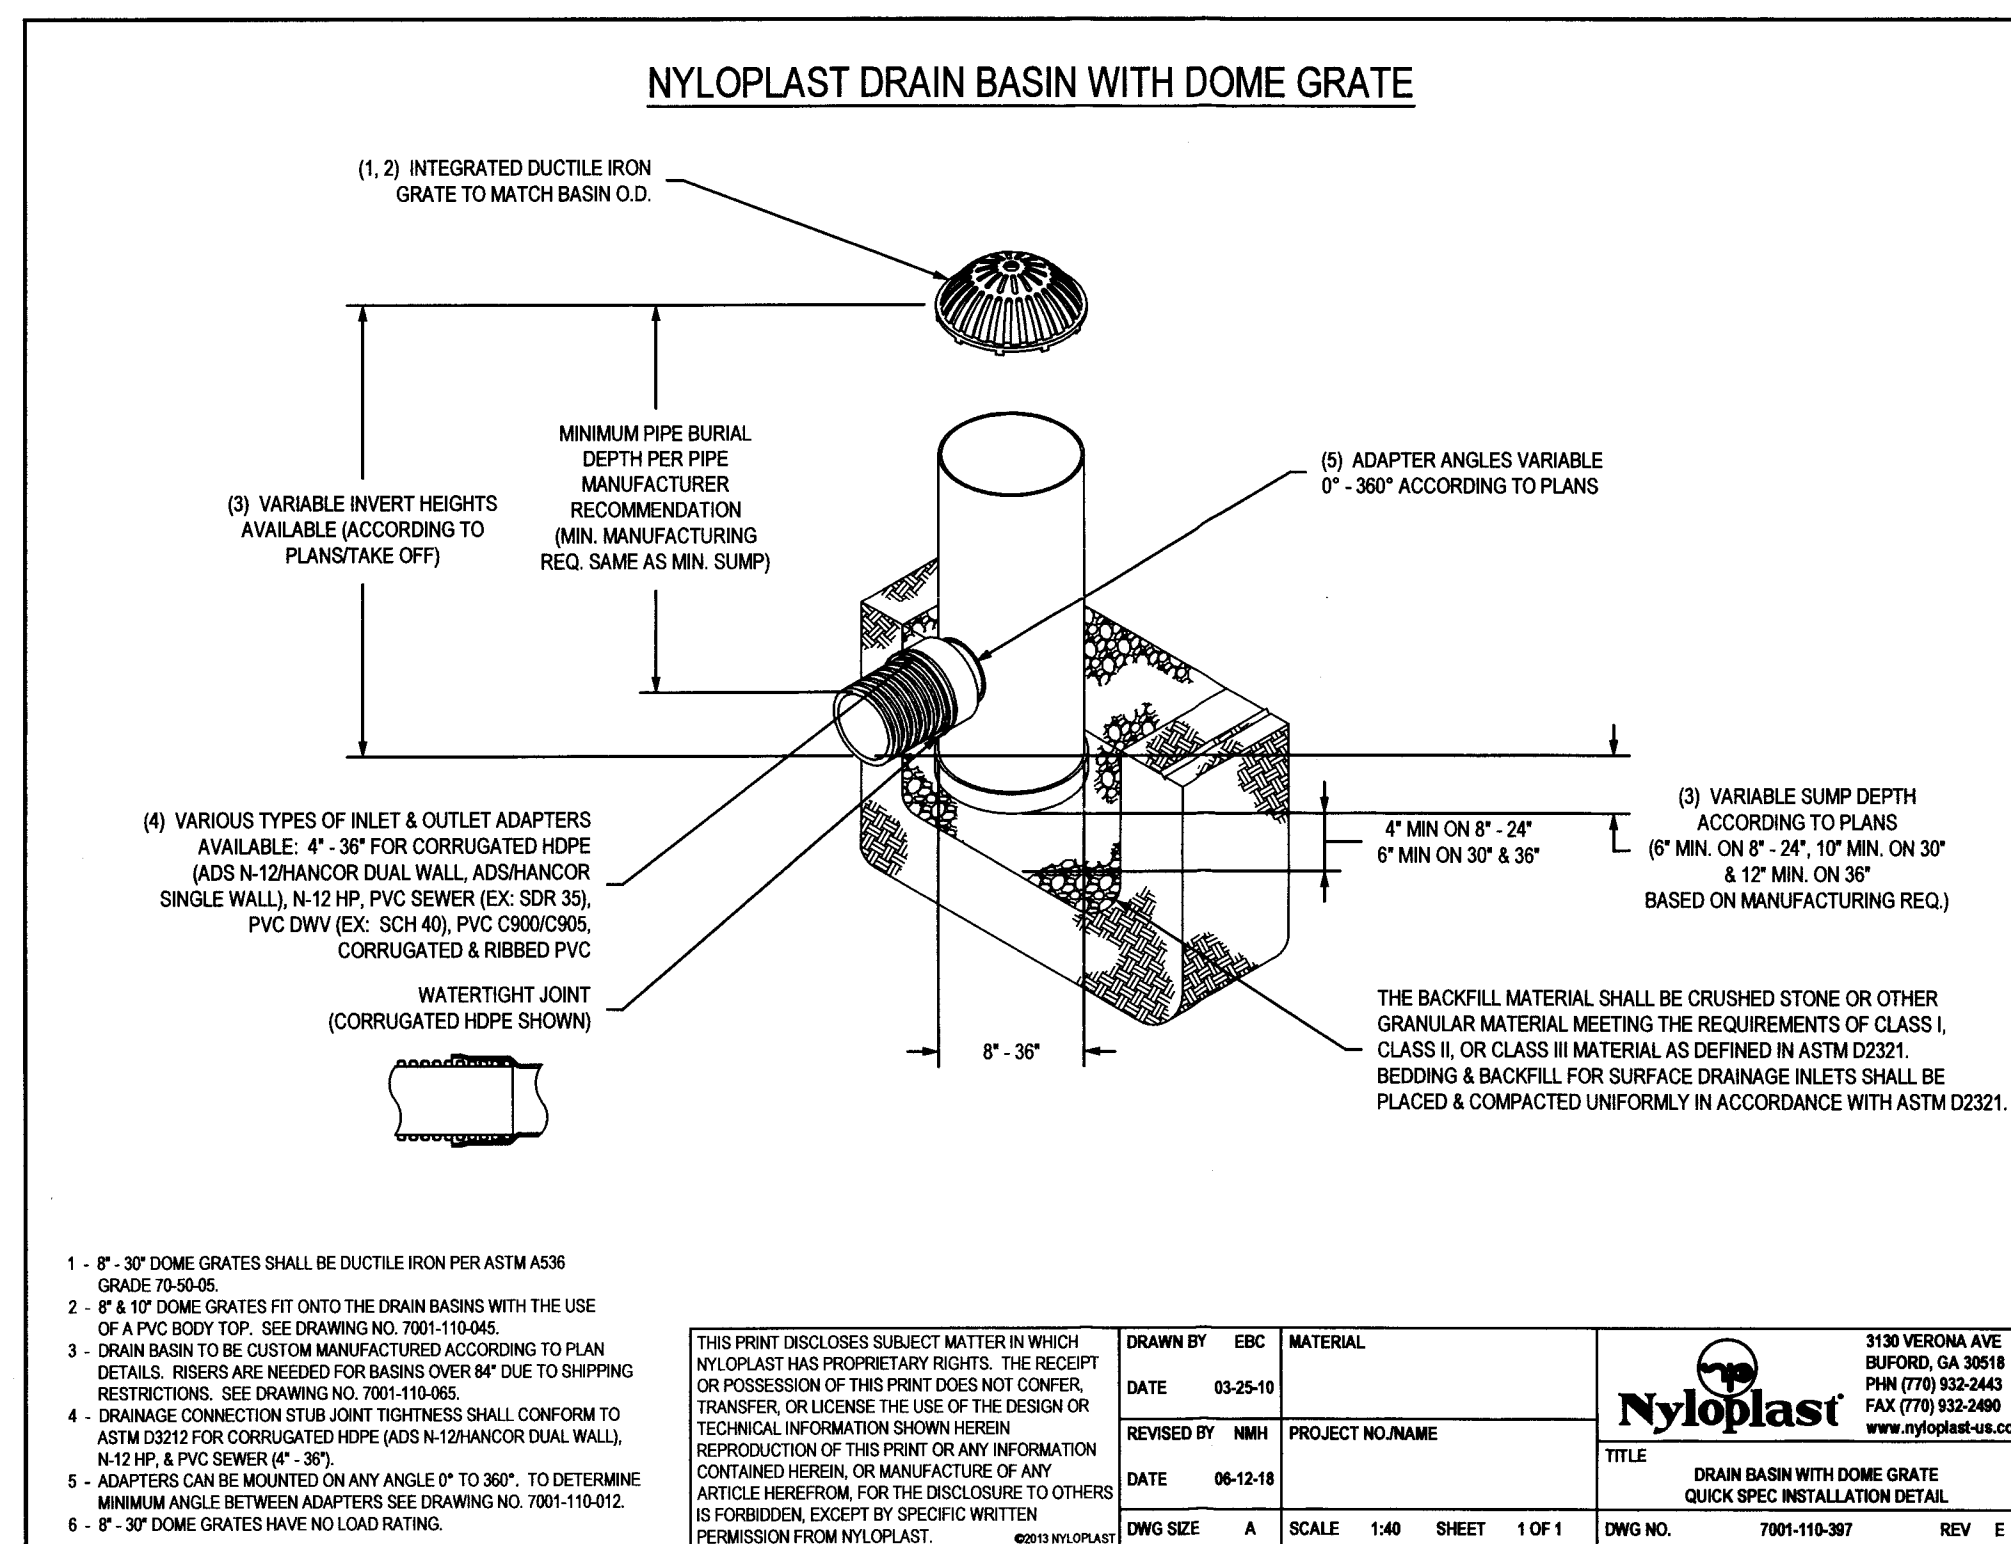 NYLOPLAST DRAIN BASIN WITH DOME GRATE
(1, 2) INTEGRATED DUCTILE IRON
GRATE TO MATCH BASIN O.D.
MINIMUM PIPE BURIAL
DEPTH PER PIPE
MANUFACTURER
RECOMMENDATION
(MIN. MANUFACTURING
REQ. SAME AS MIN. SUMP)
(3) VARIABLE INVERT HEIGHTS
AVAILABLE (ACCORDING TO
PLANS/TAKE OFF)
(5) ADAPTER ANGLES VARIABLE
0° - 360° ACCORDING TO PLANS
(4) VARIOUS TYPES OF INLET & OUTLET ADAPTERS
AVAILABLE: 4" - 36" FOR CORRUGATED HDPE
(ADS N-12/HANCOR DUAL WALL, ADS/HANCOR
SINGLE WALL), N-12 HP, PVC SEWER (EX: SDR 35),
PVC DWV (EX: SCH 40), PVC C900/C905,
CORRUGATED & RIBBED PVC
WATERTIGHT JOINT
(CORRUGATED HDPE SHOWN)
4" MIN ON 8" - 24"
6" MIN ON 30" & 36"
(3) VARIABLE SUMP DEPTH
ACCORDING TO PLANS
(6" MIN. ON 8" - 24", 10" MIN. ON 30"
& 12" MIN. ON 36"
BASED ON MANUFACTURING REQ.)
8" - 36"
THE BACKFILL MATERIAL SHALL BE CRUSHED STONE OR OTHER
GRANULAR MATERIAL MEETING THE REQUIREMENTS OF CLASS I,
CLASS II, OR CLASS III MATERIAL AS DEFINED IN ASTM D2321.
BEDDING & BACKFILL FOR SURFACE DRAINAGE INLETS SHALL BE
PLACED & COMPACTED UNIFORMLY IN ACCORDANCE WITH ASTM D2321.
1 - 8" - 30" DOME GRATES SHALL BE DUCTILE IRON PER ASTM A536
GRADE 70-50-05.
2 - 8" & 10" DOME GRATES FIT ONTO THE DRAIN BASINS WITH THE USE
OF A PVC BODY TOP. SEE DRAWING NO. 7001-110-045.
3 - DRAIN BASIN TO BE CUSTOM MANUFACTURED ACCORDING TO PLAN
DETAILS. RISERS ARE NEEDED FOR BASINS OVER 84" DUE TO SHIPPING
RESTRICTIONS. SEE DRAWING NO. 7001-110-065.
4 - DRAINAGE CONNECTION STUB JOINT TIGHTNESS SHALL CONFORM TO
ASTM D3212 FOR CORRUGATED HDPE (ADS N-12/HANCOR DUAL WALL),
N-12 HP, & PVC SEWER (4" - 36").
5 - ADAPTERS CAN BE MOUNTED ON ANY ANGLE 0° TO 360°. TO DETERMINE
MINIMUM ANGLE BETWEEN ADAPTERS SEE DRAWING NO. 7001-110-012.
6 - 8" - 30" DOME GRATES HAVE NO LOAD RATING.
THIS PRINT DISCLOSES SUBJECT MATTER IN WHICH
NYLOPLAST HAS PROPRIETARY RIGHTS. THE RECEIPT
OR POSSESSION OF THIS PRINT DOES NOT CONFER,
TRANSFER, OR LICENSE THE USE OF THE DESIGN OR
TECHNICAL INFORMATION SHOWN HEREIN
REPRODUCTION OF THIS PRINT OR ANY INFORMATION
CONTAINED HEREIN, OR MANUFACTURE OF ANY
ARTICLE HEREFROM, FOR THE DISCLOSURE TO OTHERS
IS FORBIDDEN, EXCEPT BY SPECIFIC WRITTEN
PERMISSION FROM NYLOPLAST. ©2013 NYLOPLAST
DRAWN BY EBC
DATE 03-25-10
REVISED BY NMH
DATE 06-12-18
DWG SIZE A
MATERIAL
PROJECT NO./NAME
SCALE 1:40 SHEET 1 OF 1
Nyloplast
3130 VERONA AVE
BUFORD, GA 30518
PHN (770) 932-2443
FAX (770) 932-2490
www.nyloplast-us.co
TITLE
DRAIN BASIN WITH DOME GRATE
QUICK SPEC INSTALLATION DETAIL
DWG NO. 7001-110-397 REV E